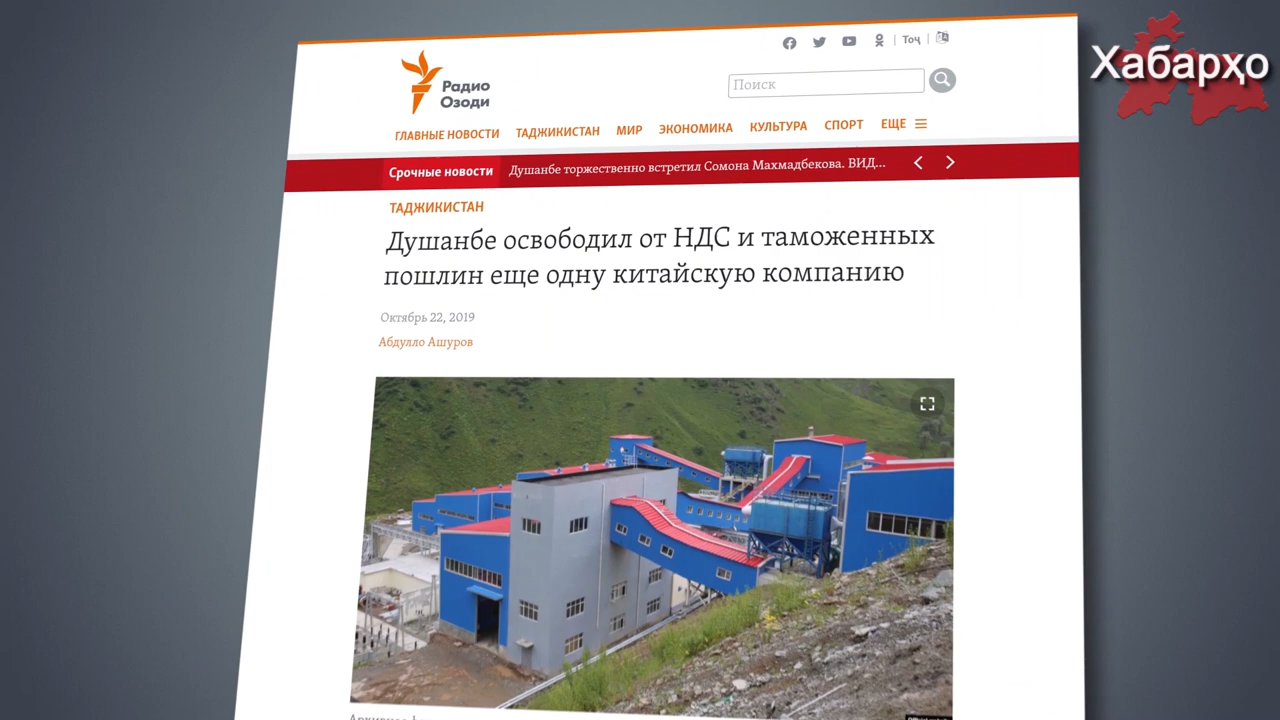 Хабарҳо
Радио
Озоди
Тоҷ
Поиск
ГЛАВНЫЕ НОВОСТИ ТАДЖИКИСТАН МИР ЭКОНОМИКА КУЛЬТУРА СПОРТ ЕЩЕ
Срочные новости Душанбе торжественно встретил Сомона Махмадбекова. ВИД...
ТАДЖИКИСТАН
Душанбе освободил от НДС и таможенных
пошлин еще одну китайскую компанию
Октябрь 22, 2019
Абдулло Ашуров